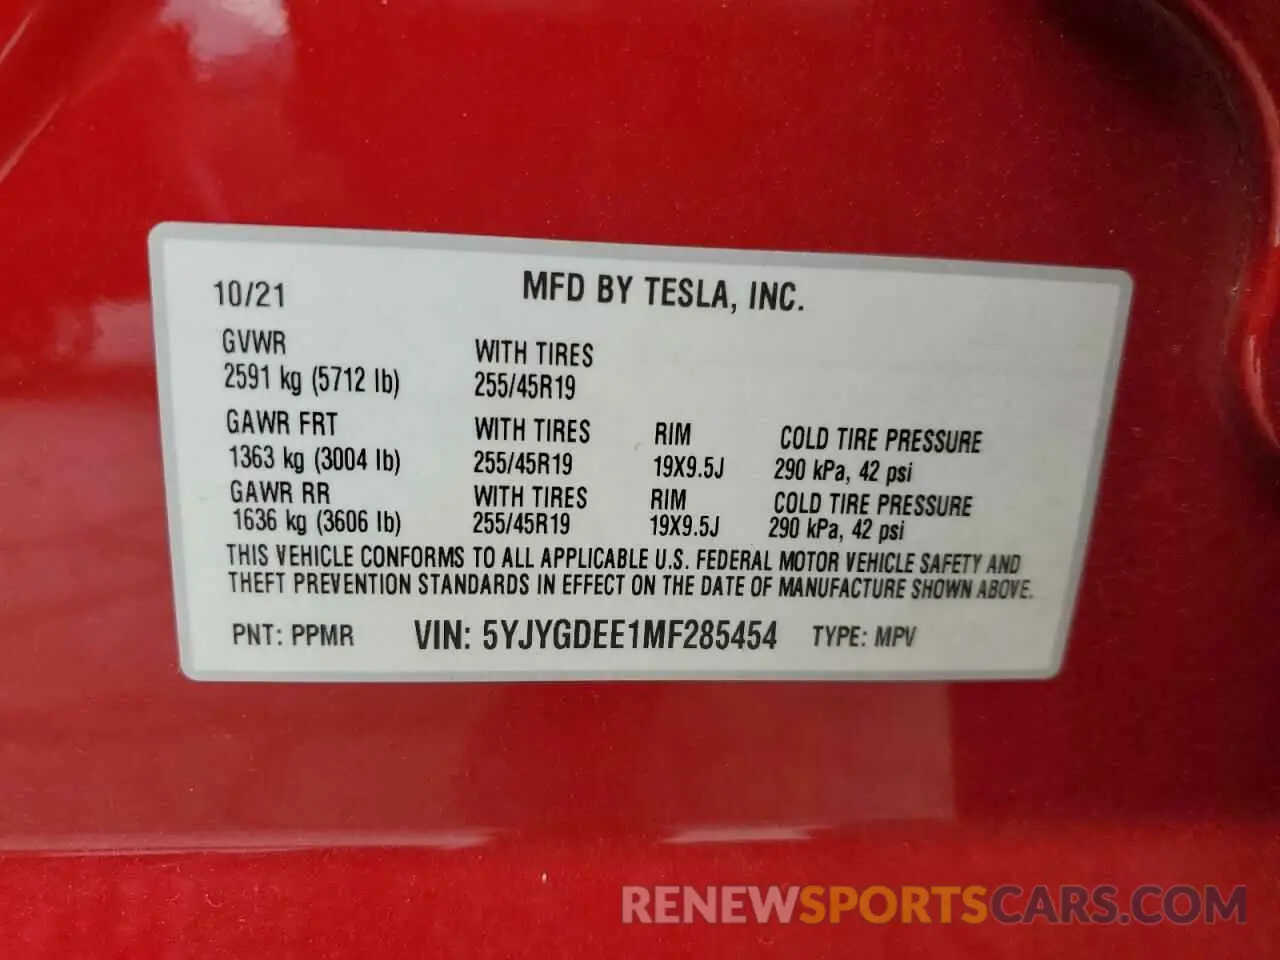 10/21 MFD BY TESLA, INC.
GVWR WITH TIRES
2591 kg (5712 lb) 255/45R19
GAWR FRT WITH TIRES RIM COLD TIRE PRESSURE
1363 kg (3004 lb) 255/45R19 19X9.5J 290 kPa, 42 psi
GAWR RR WITH TIRES RIM COLD TIRE PRESSURE
1636 kg (3606 lb) 255/45R19 19X9.5J 290 kPa, 42 psi
THIS VEHICLE CONFORMS TO ALL APPLICABLE U.S. FEDERAL MOTOR VEHICLE SAFETY AND
THEFT PREVENTION STANDARDS IN EFFECT ON THE DATE OF MANUFACTURE SHOWN ABOVE.
PNT: PPMR VIN: 5YJYGDEE1MF285454 TYPE: MPV
RENEWSPORTSCARS.COM